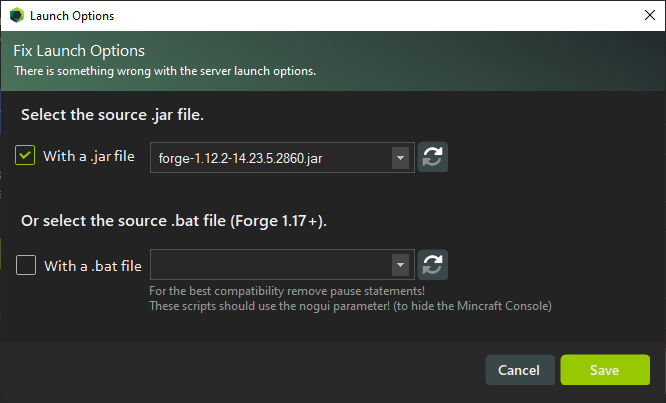 Launch Options
Fix Launch Options
There is something wrong with the server launch options.
Select the source .jar file.
With a .jar file
forge-1.12.2-14.23.5.2860.jar
Or select the source .bat file (Forge 1.17+).
With a .bat file
For the best compatibility remove pause statements!
These scripts should use the nogui parameter! (to hide the Mincraft Console)
Cancel
Save